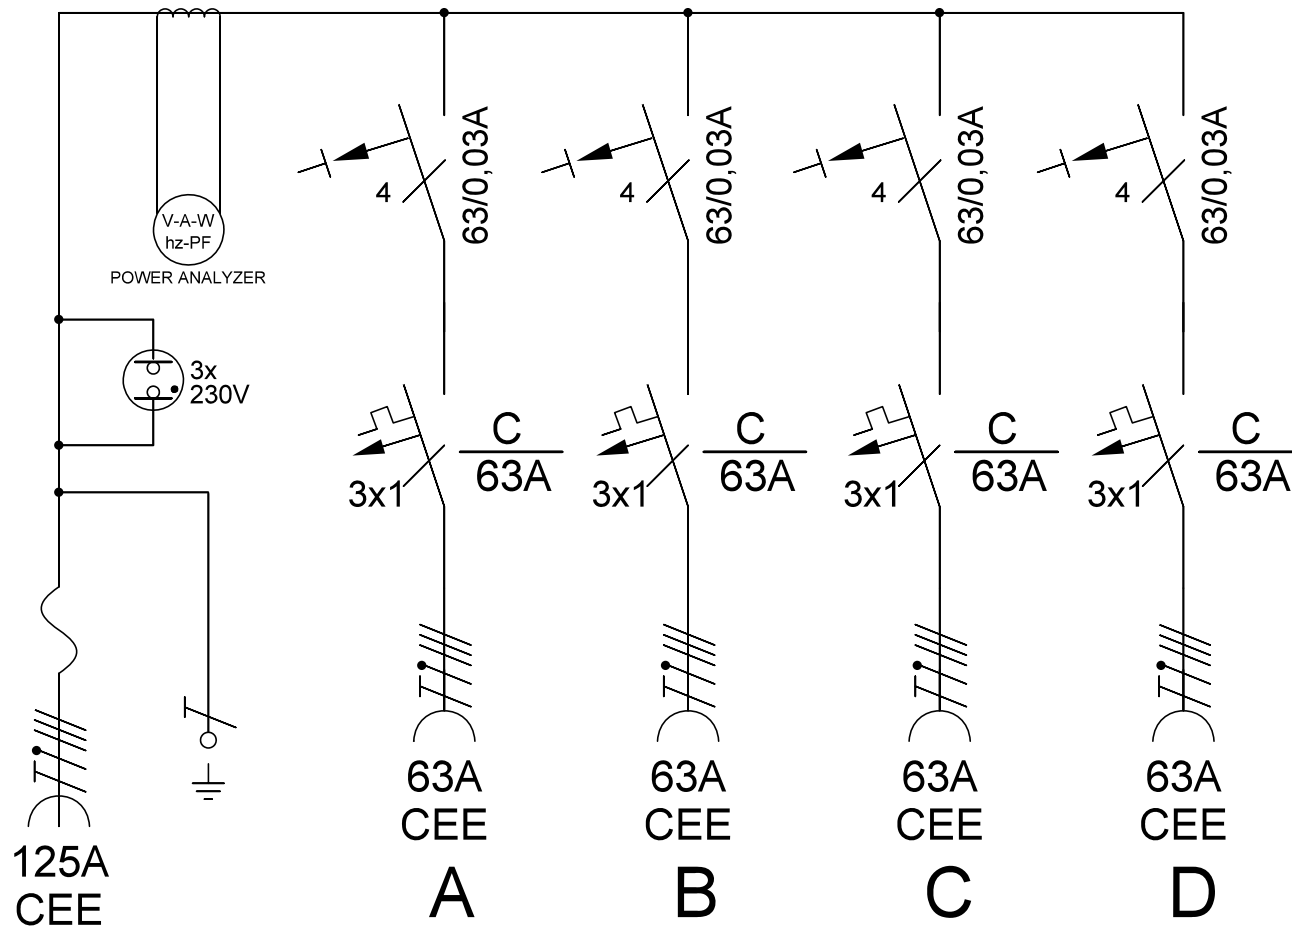 V-A-W
hz-PF
POWER ANALYZER
3x
230V
4
63/0,03A
4
63/0,03A
4
63/0,03A
4
63/0,03A
3x1
C
63A
3x1
C
63A
3x1
C
63A
3x1
C
63A
125A
CEE
63A
CEE
A
63A
CEE
B
63A
CEE
C
63A
CEE
D